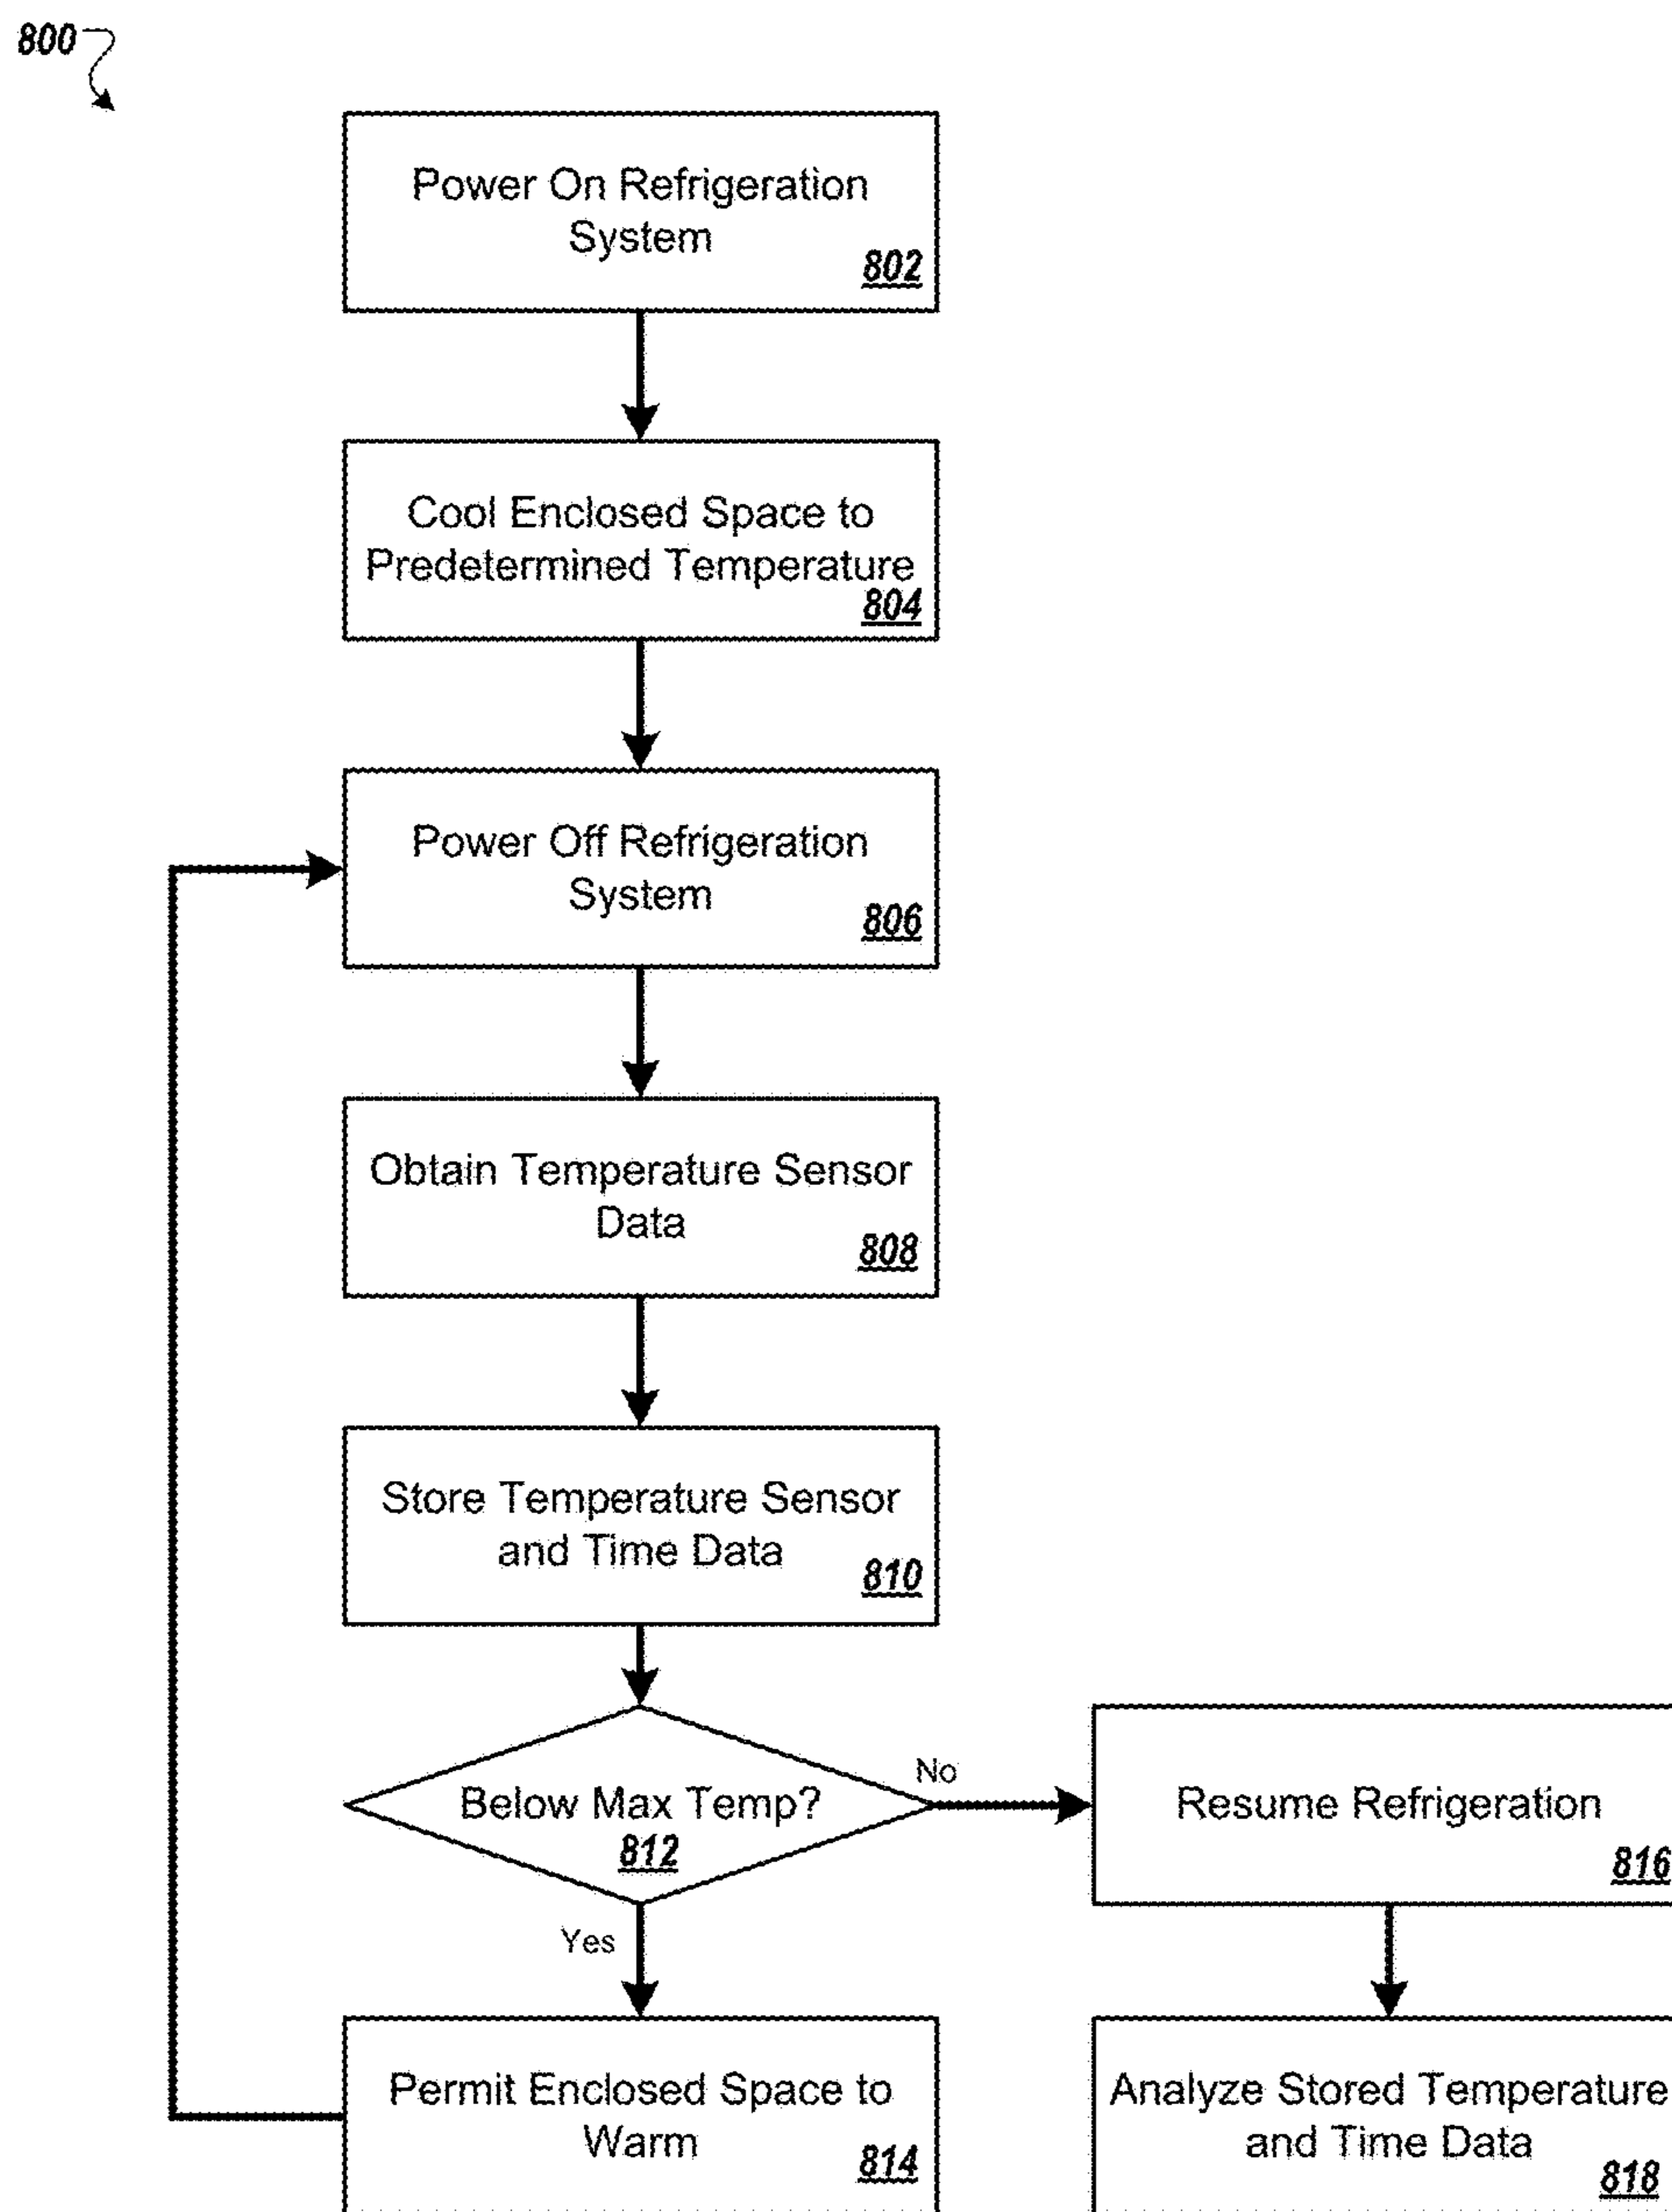 800
Power On Refrigeration
System
802
Cool Enclosed Space to
Predetermined Temperature
804
Power Off Refrigeration
System
806
Obtain Temperature Sensor
Data
808
Store Temperature Sensor
and Time Data
810
Below Max Temp?
812
No
Yes
Resume Refrigeration
816
Permit Enclosed Space to
Warm
814
Analyze Stored Temperature
and Time Data
818